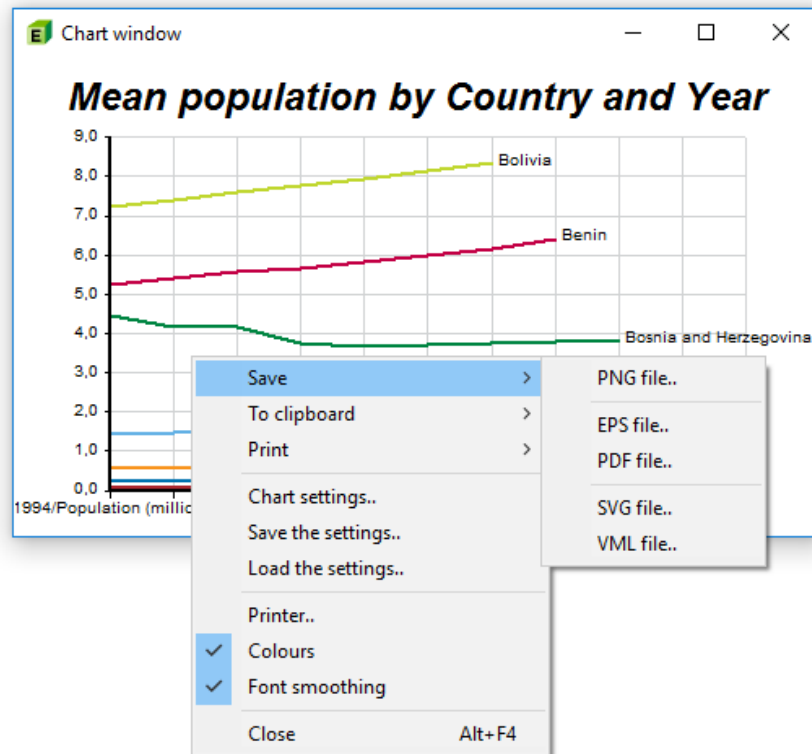 E Chart window
Mean population by Country and Year
9,0
8,0
7,0
6,0
5,0
4,0
3,0
2,0
1,0
0,0
Bolivia
Benin
Bosnia and Herzegovina
1994/Population (millio
Save
To clipboard
Print
Chart settings..
Save the settings..
Load the settings..
Printer..
Colours
Font smoothing
Close Alt+F4
PNG file..
EPS file..
PDF file..
SVG file..
VML file..